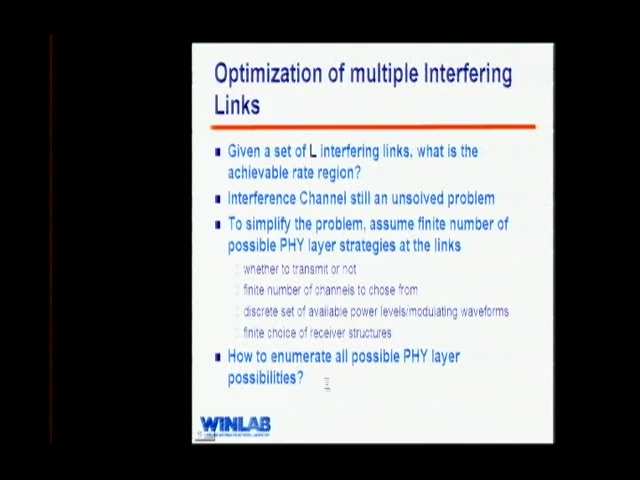 Optimization of multiple Interfering
Links
Given a set of L interfering links, what is the
achievable rate region?
Interference Channel still an unsolved problem
To simplify the problem, assume finite number of
possible PHY layer strategies at the links
whether to transmit or not
finite number of channels to chose from
discrete set of available power levels/modulating waveforms
finite choice of receiver structures
How to enumerate all possible PHY layer
possibilities?
WINLAB